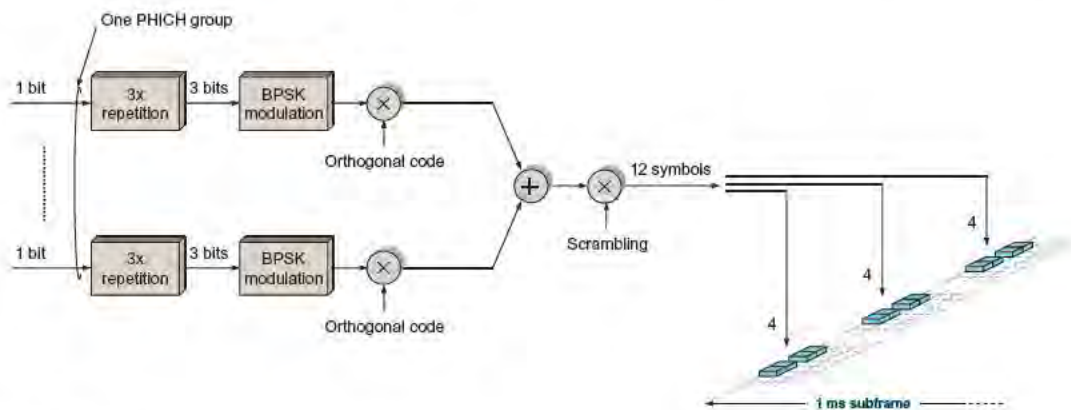 One PHICH group
1 bit
3x
repetition
3 bits
BPSK
modulation
×
Orthogonal code
+
×
12 symbols
Scrambling
1 bit
3x
repetition
3 bits
BPSK
modulation
×
Orthogonal code
4
4
4
1 ms subframe